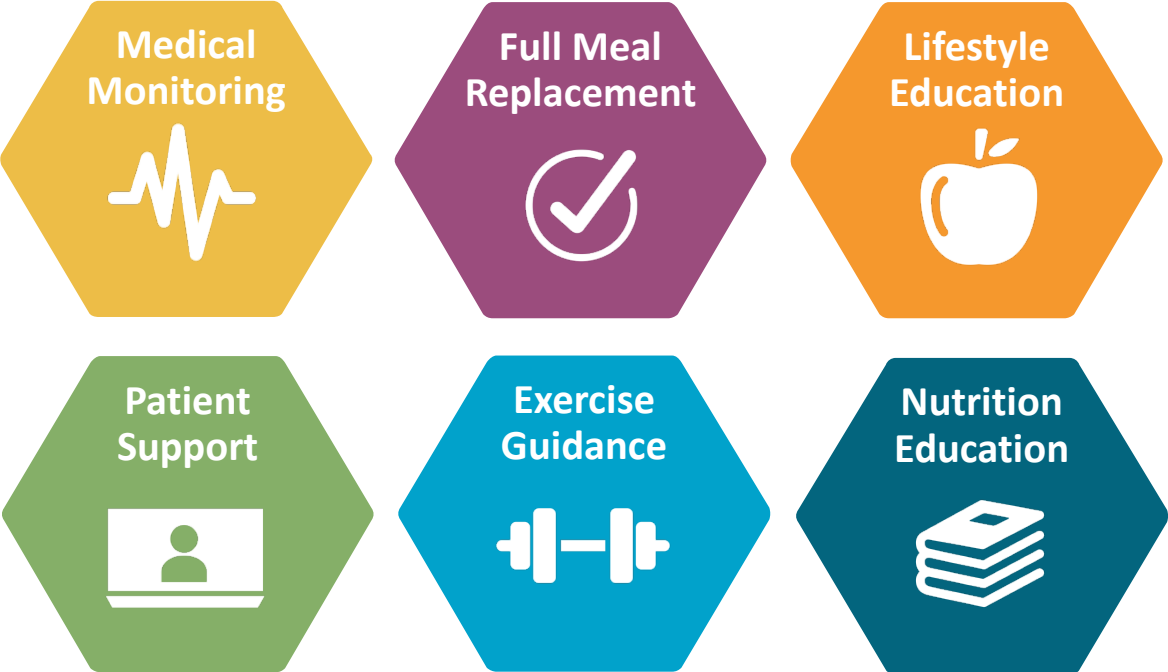 Medical
Monitoring
Full Meal
Replacement
Lifestyle
Education
Patient
Support
Exercise
Guidance
Nutrition
Education